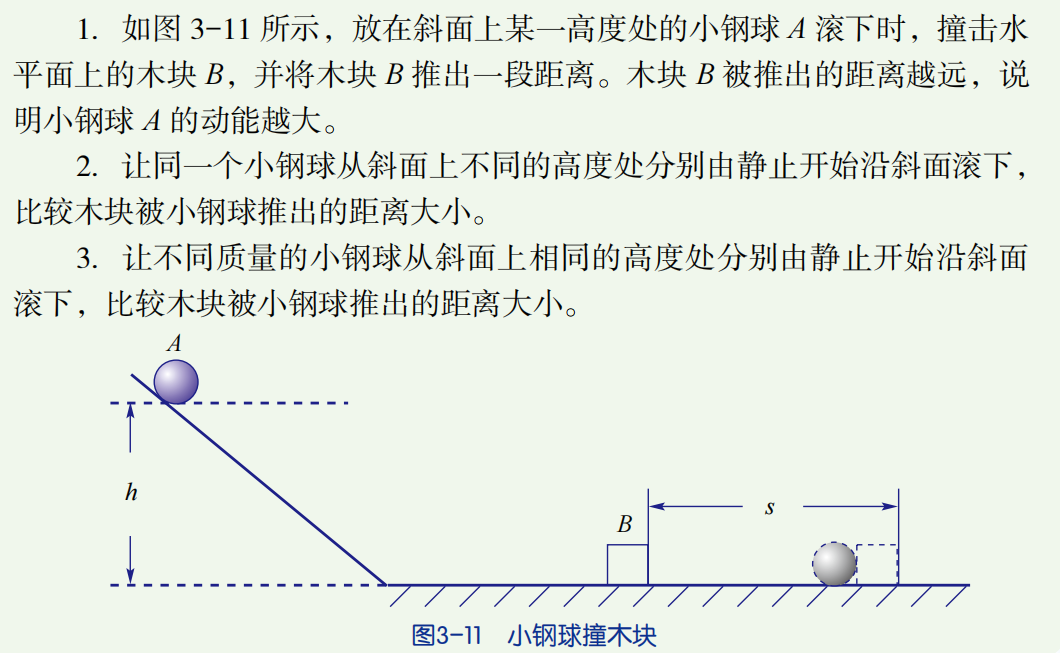 1. 如图 3-11 所示，放在斜面上某一高度处的小钢球 A 滚下时，撞击水
平面上的木块 B，并将木块 B 推出一段距离。木块 B 被推出的距离越远，说
明小钢球 A 的动能越大。
2. 让同一个小钢球从斜面上不同的高度处分别由静止开始沿斜面滚下，
比较木块被小钢球推出的距离大小。
3. 让不同质量的小钢球从斜面上相同的高度处分别由静止开始沿斜面
滚下，比较木块被小钢球推出的距离大小。
A
h
B
s
图3-11 小钢球撞木块